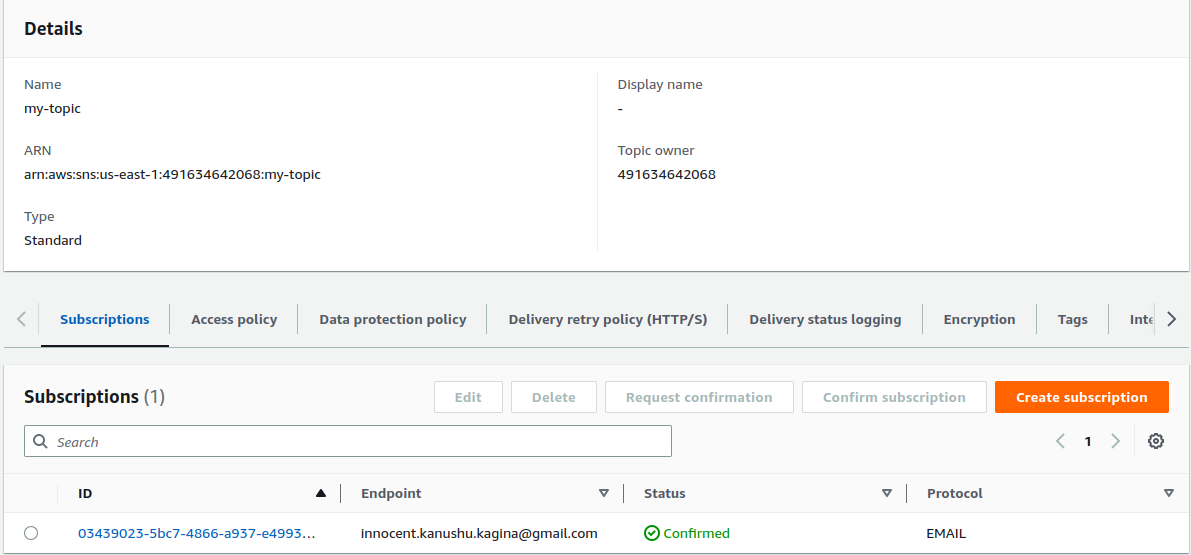 Details
Name
my-topic
Display name
-
ARN
arn:aws:sns:us-east-1:491634642068:my-topic
Topic owner
491634642068
Type
Standard
Subscriptions Access policy Data protection policy Delivery retry policy (HTTP/S) Delivery status logging Encryption Tags Inte
Subscriptions (1) Edit Delete Request confirmation Confirm subscription Create subscription
Search 1
ID Endpoint Status Protocol
03439023-5bc7-4866-a937-e4993... innocent.kanushu.kagina@gmail.com Confirmed EMAIL